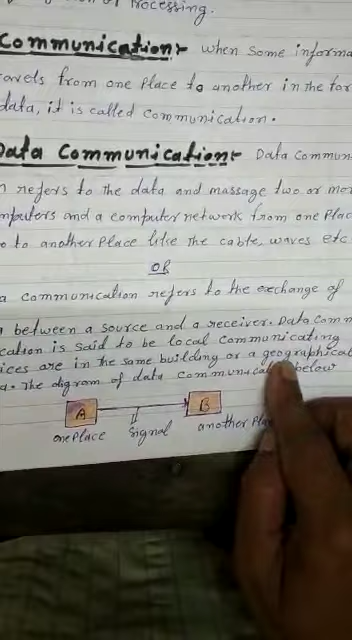 of Processing.
Communication:- when some informa
ravels from one place to another in the for
data, it is called communication.
Data Communication:- Data Commun
n refers to the data and massage two or mor
mputers and a computer network from one Plac
e to another Place like the cable, waves etc.
OR
a communication refers to the exchange of
between a source and a receiver. Data Comm
cation is said to be local communicating
ices are in the same building or a geographical
a. The digram of data communicat below
A B
one place signal another Pla